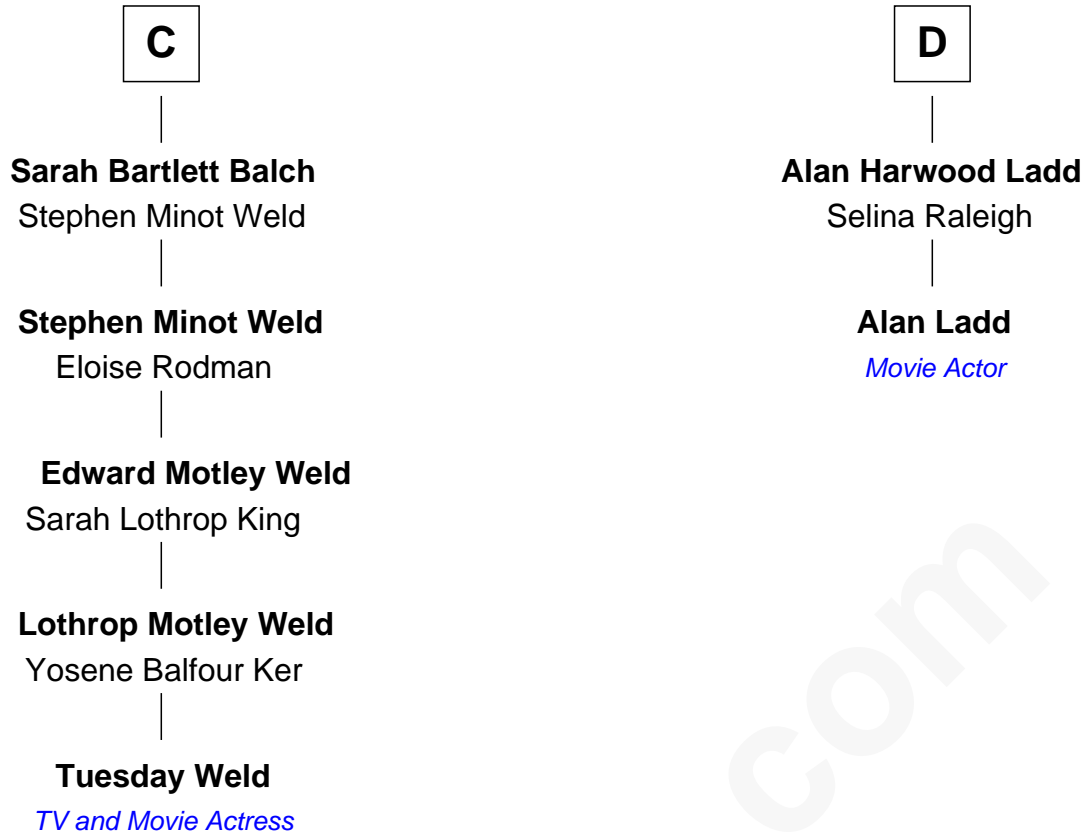 C
Sarah Bartlett Balch
Stephen Minot Weld
Stephen Minot Weld
Eloise Rodman
Edward Motley Weld
Sarah Lothrop King
Lothrop Motley Weld
Yosene Balfour Ker
Tuesday Weld
TV and Movie Actress
D
Alan Harwood Ladd
Selina Raleigh
Alan Ladd
Movie Actor
com